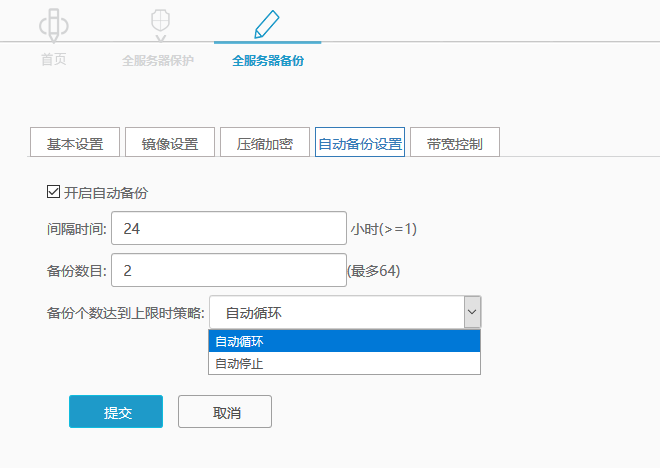 首页 全服务器保护 全服务器备份
基本设置 镜像设置 压缩加密 自动备份设置 带宽控制
开启自动备份
间隔时间: 24 小时(>=1)
备份数目: 2 (最多64)
备份个数达到上限时策略: 自动循环
自动循环
自动停止
提交 取消